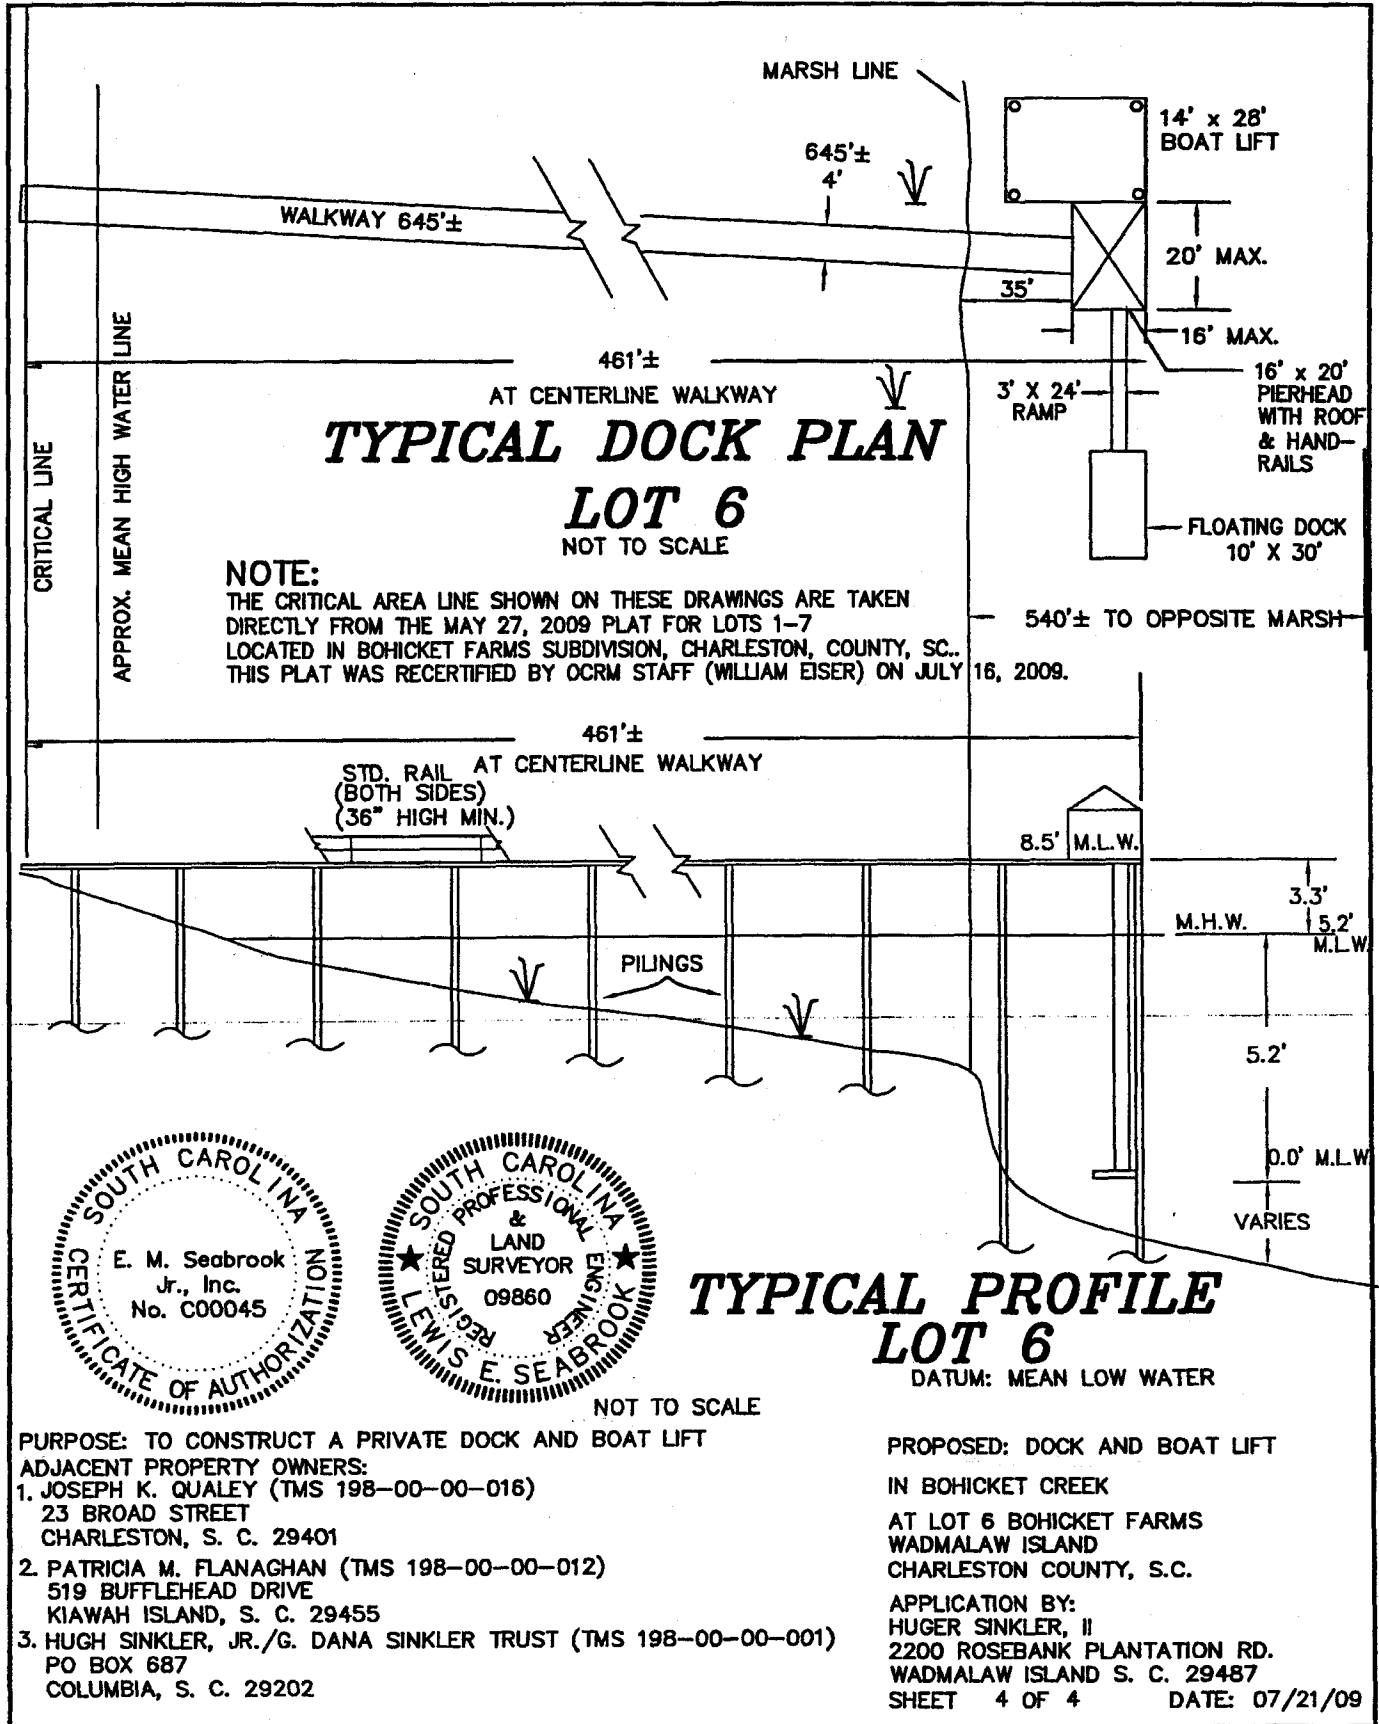 MARSH LINE
14' x 28'
BOAT LIFT
645'±
4'
WALKWAY 645'±
20' MAX.
35'
16' MAX.
461'±
AT CENTERLINE WALKWAY
3' X 24'
RAMP
16' x 20'
PIERHEAD
WITH ROOF
& HAND-
RAILS
CRITICAL LINE
APPROX. MEAN HIGH WATER LINE
TYPICAL DOCK PLAN
LOT 6
NOT TO SCALE
FLOATING DOCK
10' X 30'
NOTE:
THE CRITICAL AREA LINE SHOWN ON THESE DRAWINGS ARE TAKEN
DIRECTLY FROM THE MAY 27, 2009 PLAT FOR LOTS 1-7
LOCATED IN BOHICKET FARMS SUBDIVISION, CHARLESTON, COUNTY, SC..
THIS PLAT WAS RECERTIFIED BY OCRM STAFF (WILLIAM EISER) ON JULY 16, 2009.
540'± TO OPPOSITE MARSH
461'±
AT CENTERLINE WALKWAY
STD. RAIL
(BOTH SIDES)
(36" HIGH MIN.)
8.5' M.L.W.
3.3'
M.H.W. 5.2'
M.L.W.
PILINGS
5.2'
0.0' M.L.W.
VARIES
SOUTH CAROLINA
E. M. Seabrook
Jr., Inc.
No. C00045
CERTIFICATE OF AUTHORIZATION
SOUTH CAROLINA
REGISTERED PROFESSIONAL ENGINEER
&
LAND
SURVEYOR
09860
LEWIS E. SEABROOK
TYPICAL PROFILE
LOT 6
DATUM: MEAN LOW WATER
NOT TO SCALE
PURPOSE: TO CONSTRUCT A PRIVATE DOCK AND BOAT LIFT
ADJACENT PROPERTY OWNERS:
1. JOSEPH K. QUALEY (TMS 198-00-00-016)
23 BROAD STREET
CHARLESTON, S. C. 29401
2. PATRICIA M. FLANAGHAN (TMS 198-00-00-012)
519 BUFFLEHEAD DRIVE
KIAWAH ISLAND, S. C. 29455
3. HUGH SINKLER, JR./G. DANA SINKLER TRUST (TMS 198-00-00-001)
PO BOX 687
COLUMBIA, S. C. 29202
PROPOSED: DOCK AND BOAT LIFT
IN BOHICKET CREEK
AT LOT 6 BOHICKET FARMS
WADMALAW ISLAND
CHARLESTON COUNTY, S.C.
APPLICATION BY:
HUGER SINKLER, II
2200 ROSEBANK PLANTATION RD.
WADMALAW ISLAND S. C. 29487
SHEET 4 OF 4 DATE: 07/21/09